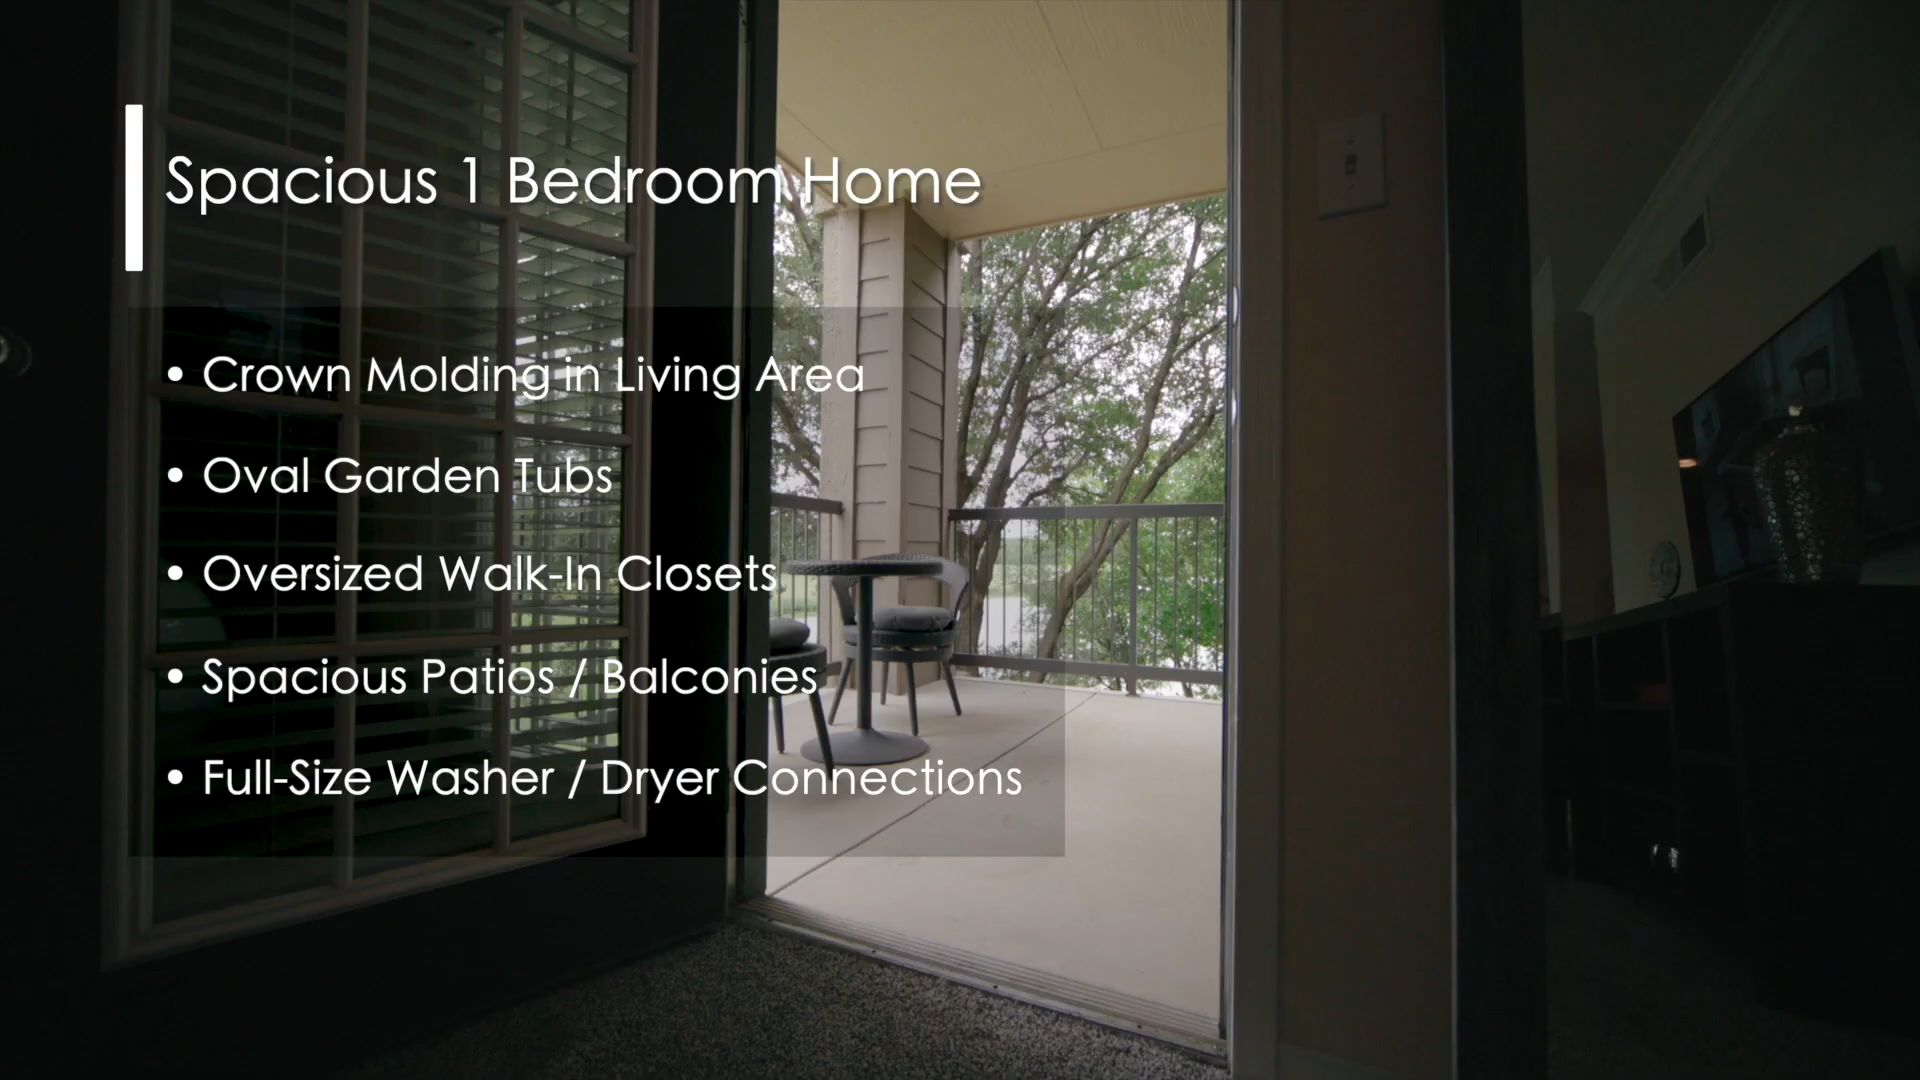 Spacious 1 Bedroom Home
• Crown Molding in Living Area
• Oval Garden Tubs
• Oversized Walk-In Closets
• Spacious Patios / Balconies
• Full-Size Washer / Dryer Connections